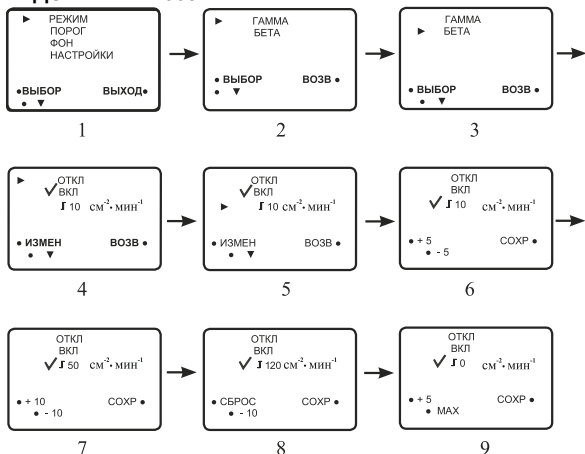 ► РЕЖИМ
ПОРОГ
ФОН
НАСТРОЙКИ
•ВЫБОР ВЫХОД•
• ▼
1
► ГАММА
БЕТА
• ВЫБОР ВОЗВ •
• ▼
2
ГАММА
► БЕТА
• ВЫБОР ВОЗВ •
• ▼
3
► ОТКЛ
✓ ВКЛ
10 см⁻²· мин⁻¹
• ИЗМЕН ВОЗВ •
• ▼
4
ОТКЛ
✓ ВКЛ
► 10 см⁻²· мин⁻¹
• ИЗМЕН ВОЗВ •
• ▼
5
ОТКЛ
ВКЛ
✓ 10 см⁻²· мин⁻¹
• + 5 СОХР •
• - 5
6
ОТКЛ
ВКЛ
✓ 50 см⁻²· мин⁻¹
• + 10 СОХР •
• - 10
7
ОТКЛ
ВКЛ
✓ 120 см⁻²· мин⁻¹
• СБРОС СОХР •
• - 10
8
ОТКЛ
ВКЛ
✓ 0 см⁻²· мин⁻¹
• + 5 СОХР •
• MAX
9